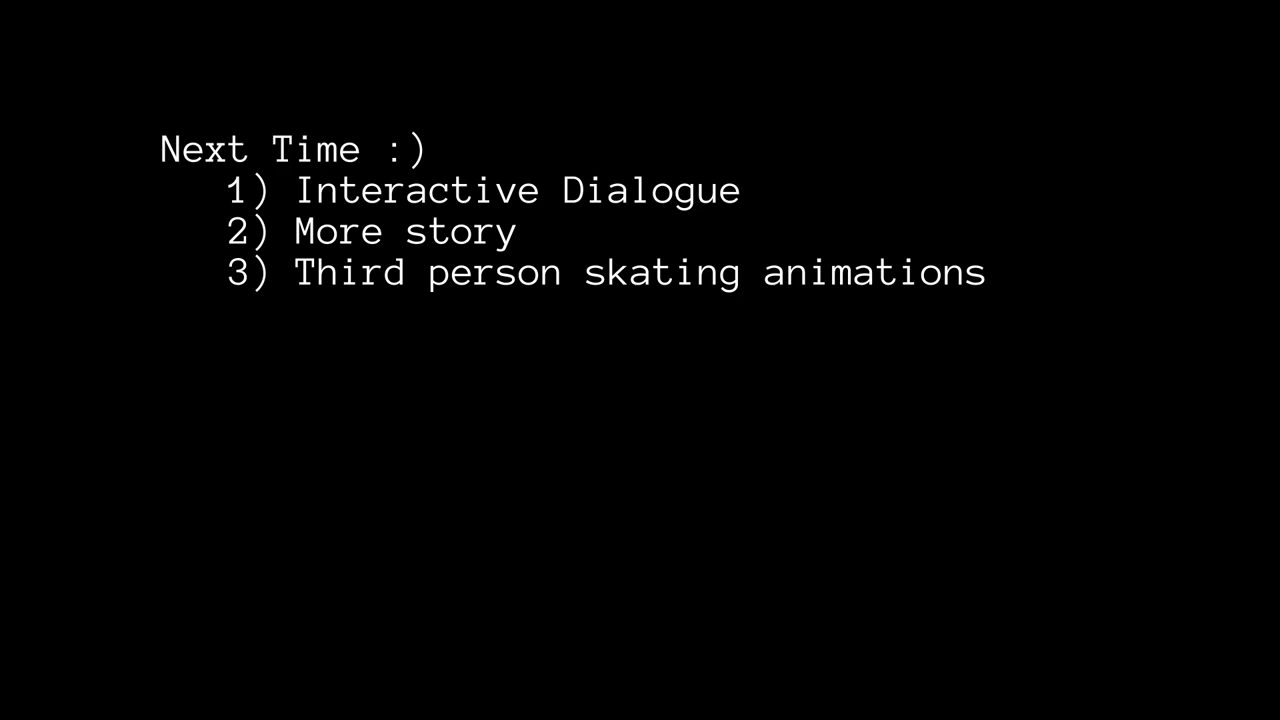 Next Time :)
1) Interactive Dialogue
2) More story
3) Third person skating animations